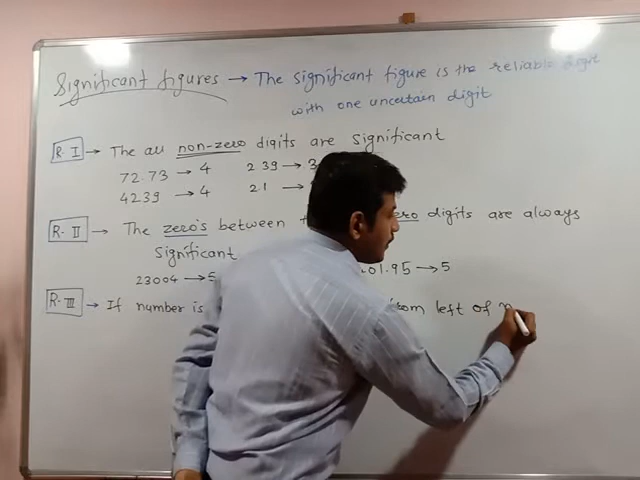 Significant figures → The significant figure is the reliable digit
with one uncertain digit
R-I → The all non-zero digits are significant
72.73 → 4 239 → 3
4239 → 4 21 →
R-II → The zero's between zero digits are always
significant
23004 → 5 01.95 → 5
R-III → If number is from left of n